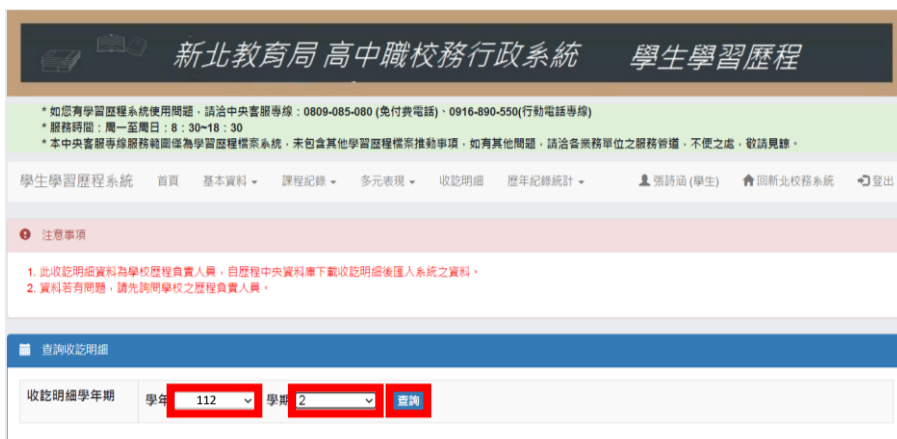 新北教育局 高中職校務行政系統 學生學習歷程
*如您有學習歷程系統使用問題，請洽中央客服專線：0809-085-080 (免付費電話)、0916-890-550(行動電話專線)
*服務時間：周一至周日：8：30~18：30
*本中央客服專線服務範圍僅為學習歷程檔案系統，未包含其他學習歷程檔案推動事項，如有其他問題，請洽各業務單位之服務管道，不便之處，敬請見諒。
學生學習歷程系統 首頁 基本資料 課程紀錄 多元表現 收訖明細 歷年紀錄統計 張詩涵 (學生) 回新北校務系統 登出
注意事項
1. 此收訖明細資料為學校歷程負責人員，自歷程中央資料庫下載收訖明細後匯入系統之資料。
2. 資料若有問題，請先詢問學校之歷程負責人員。
查詢收訖明細
收訖明細學年期 學年 112 學期 2 查詢